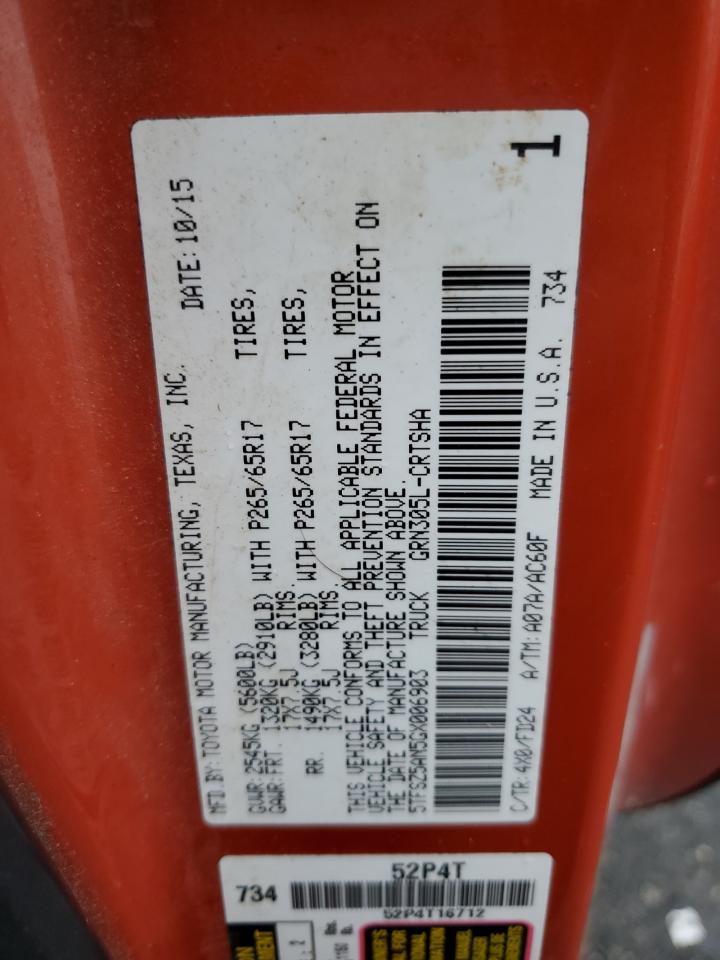 MFD. BY: TOYOTA MOTOR MANUFACTURING, TEXAS, INC. DATE: 10/15
GVWR: 2545KG (5600LB)
GAWR: FRT. 1320KG (2910LB) WITH P265/65R17 TIRES,
17X7.5J RIMS.
RR. 1490KG (3280LB) WITH P265/65R17 TIRES,
17X7.5J RIMS.
THIS VEHICLE CONFORMS TO ALL APPLICABLE FEDERAL MOTOR
VEHICLE SAFETY AND THEFT PREVENTION STANDARDS IN EFFECT ON
THE DATE OF MANUFACTURE SHOWN ABOVE.
5TFSZ5AN5GX006903 TRUCK GRN305L-CRTSHA
C/TR: 4X0/FD24 A/TM: A07A/AC60F MADE IN U.S.A. 734
1
52P4T
734
52P4T16712